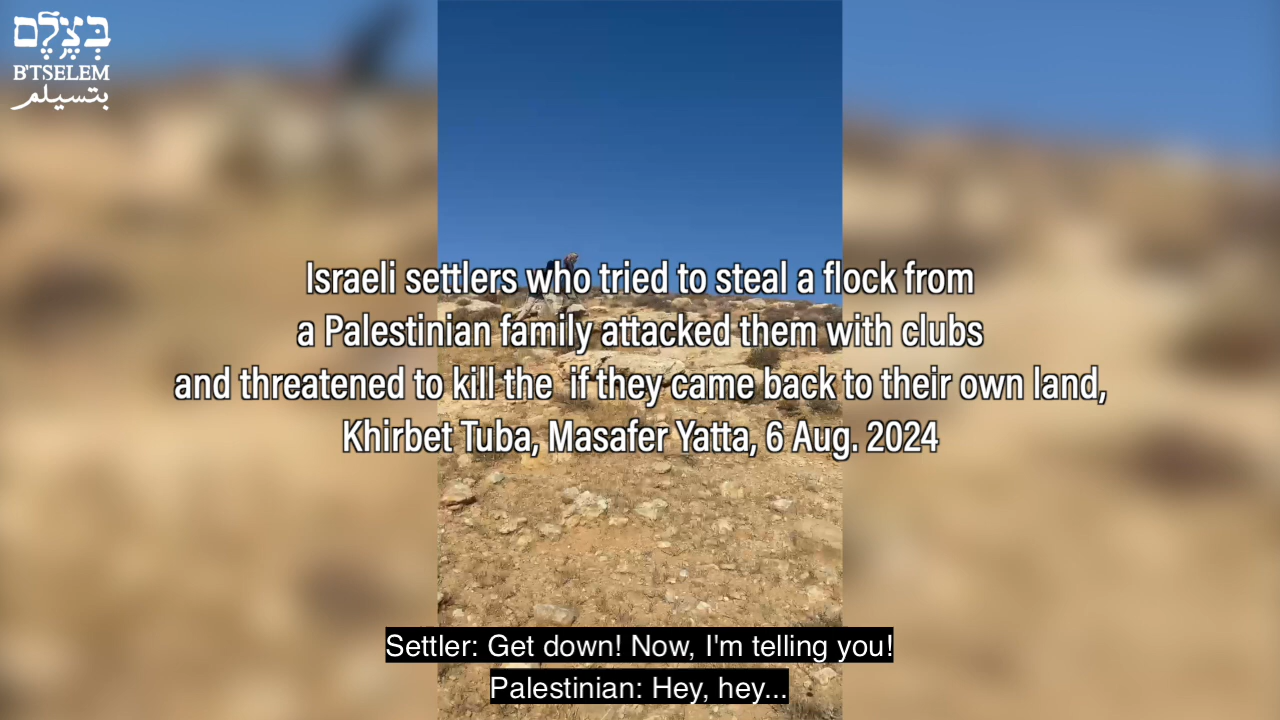 בְּצֶלֶם
B'TSELEM
بتسيلم
Israeli settlers who tried to steal a flock from
a Palestinian family attacked them with clubs
and threatened to kill the  if they came back to their own land,
Khirbet Tuba, Masafer Yatta, 6 Aug. 2024
Settler: Get down! Now, I'm telling you!
Palestinian: Hey, hey...